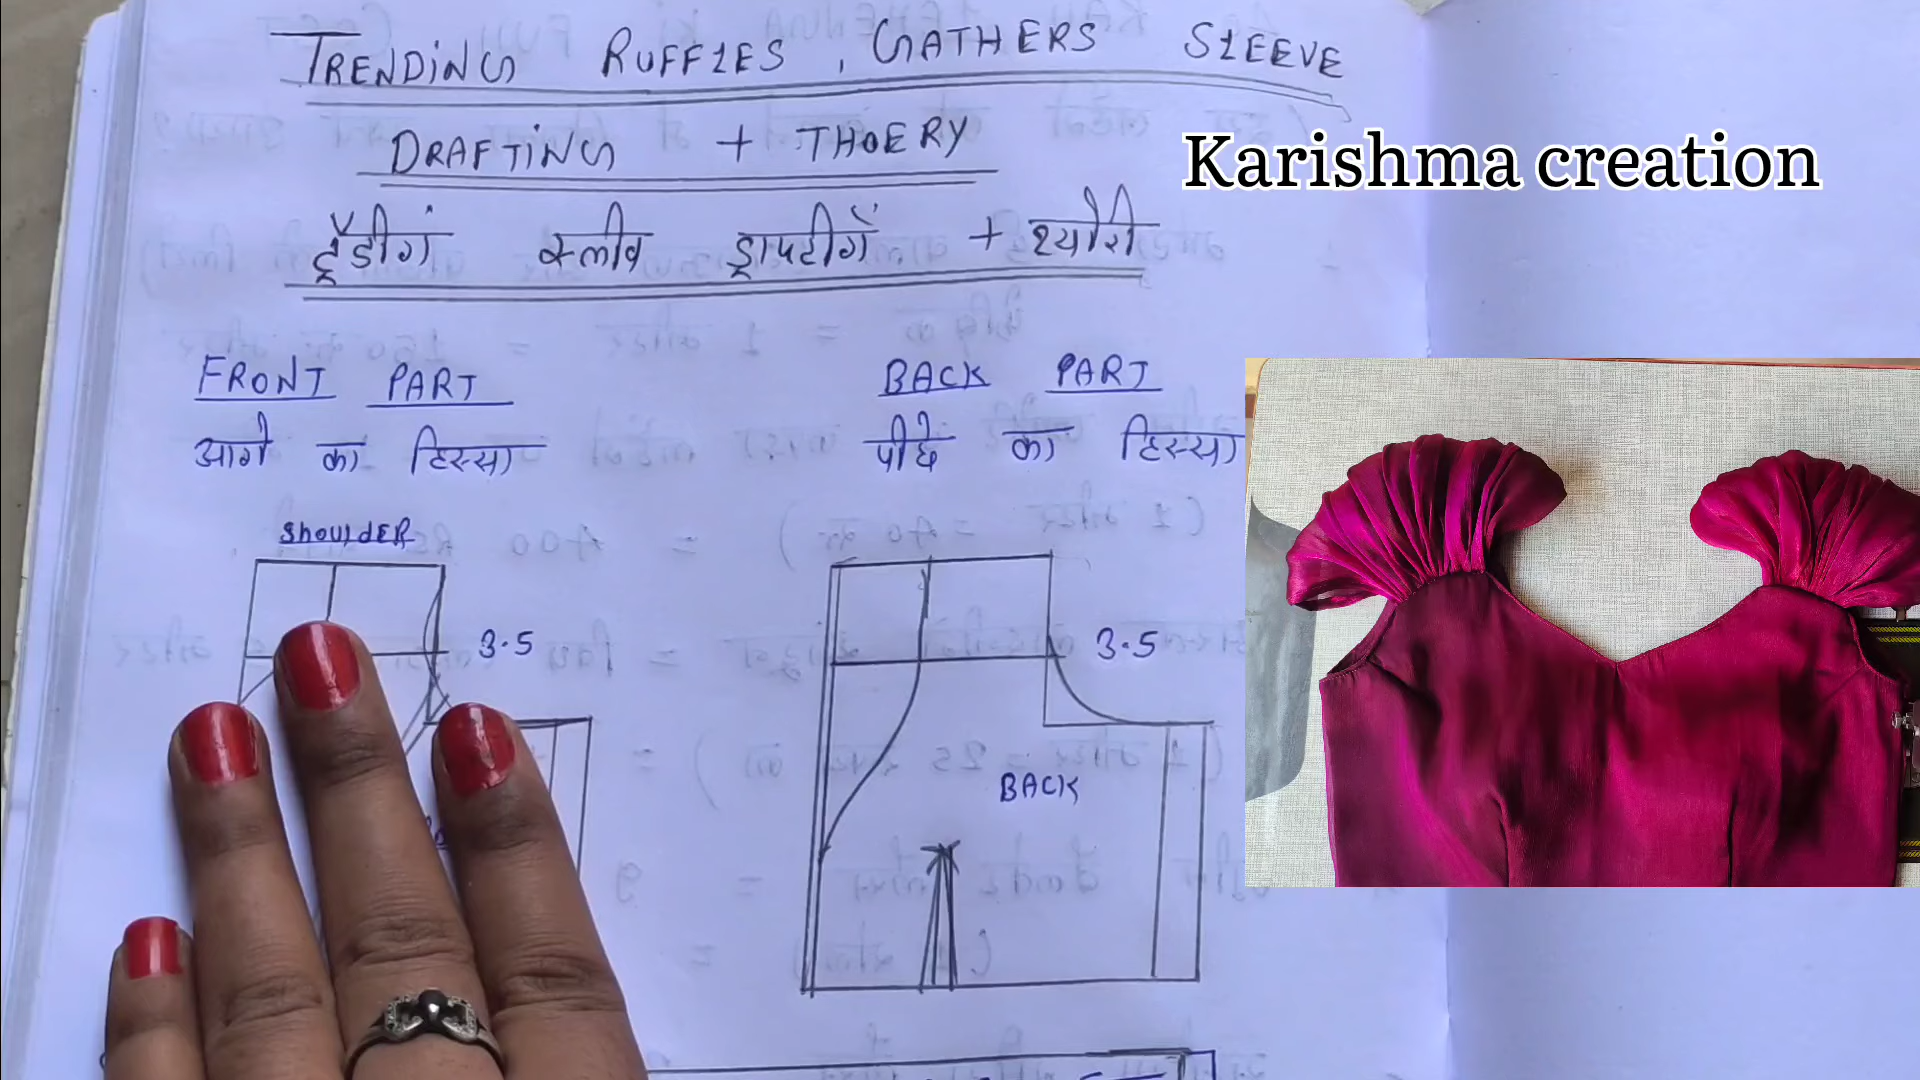 TRENDING RUFFLES, GATHERS SLEEVE
Karishma creation
DRAFTING + THOERY
ट्रेंडीगं स्लीव ड्राफ्टीगं + थ्योरी
FRONT PART
BACK PART
आगे का हिस्सा
पीछे का हिस्सा
ShouldER
3.5
3.5
BACK